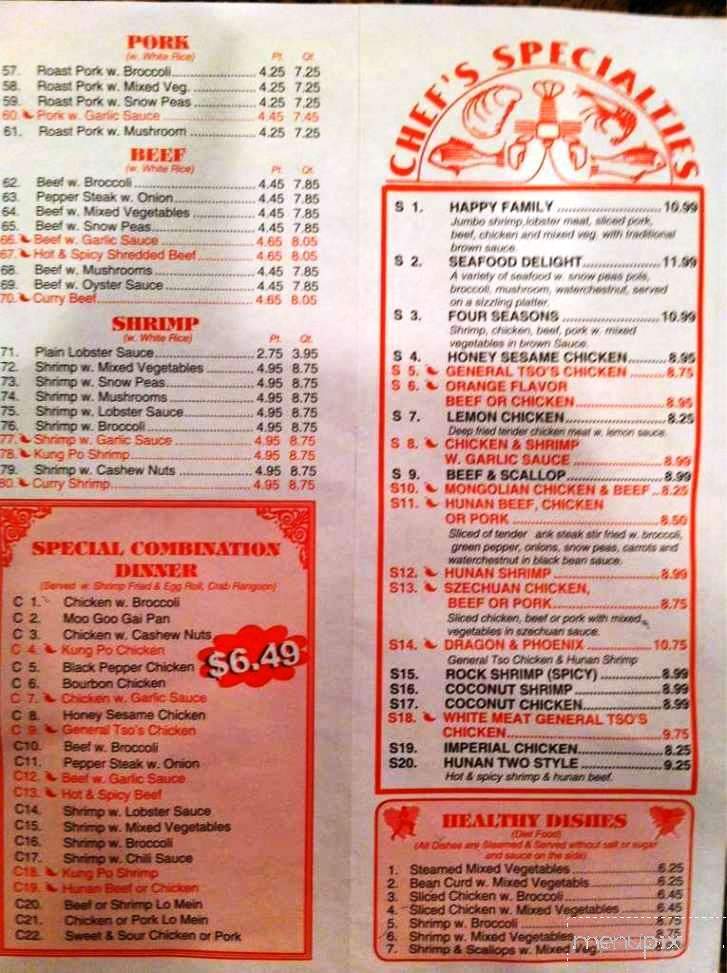 PORK
(w. White Rice)
Pt. Qt.
57. Roast Pork w. Broccoli 4.25 7.25
58. Roast Pork w. Mixed Veg. 4.25 7.25
59. Roast Pork w. Snow Peas 4.25 7.25
60. Pork w. Garlic Sauce 4.45 7.45
61. Roast Pork w. Mushroom 4.25 7.25
BEEF
(w. White Rice)
Pt. Qt.
62. Beef w. Broccoli 4.45 7.85
63. Pepper Steak w. Onion 4.45 7.85
64. Beef w. Mixed Vegetables 4.45 7.85
65. Beef w. Snow Peas 4.45 7.85
66. Beef w. Garlic Sauce 4.65 8.05
67. Hot & Spicy Shredded Beef 4.65 8.05
68. Beef w. Mushrooms 4.45 7.85
69. Beef w. Oyster Sauce 4.45 7.85
70. Curry Beef 4.65 8.05
SHRIMP
(w. White Rice)
Pt. Qt.
71. Plain Lobster Sauce 2.75 3.95
72. Shrimp w. Mixed Vegetables 4.95 8.75
73. Shrimp w. Snow Peas 4.95 8.75
74. Shrimp w. Mushrooms 4.95 8.75
75. Shrimp w. Lobster Sauce 4.95 8.75
76. Shrimp w. Broccoli 4.95 8.75
77. Shrimp w. Garlic Sauce 4.95 8.75
78. Kung Po Shrimp 4.95 8.75
79. Shrimp w. Cashew Nuts 4.95 8.75
80. Curry Shrimp 4.95 8.75
SPECIAL COMBINATION
DINNER
(Served w. Shrimp Fried & Egg Roll, Crab Rangoon)
$6.49
C 1. Chicken w. Broccoli
C 2. Moo Goo Gai Pan
C 3. Chicken w. Cashew Nuts
C 4. Kung Po Chicken
C 5. Black Pepper Chicken
C 6. Bourbon Chicken
C 7. Chicken w. Garlic Sauce
C 8. Honey Sesame Chicken
C 9. General Tso's Chicken
C10. Beef w. Broccoli
C11. Pepper Steak w. Onion
C12. Beef w. Garlic Sauce
C13. Hot & Spicy Beef
C14. Shrimp w. Lobster Sauce
C15. Shrimp w. Mixed Vegetables
C16. Shrimp w. Broccoli
C17. Shrimp w. Chili Sauce
C18. Kung Po Shrimp
C19. Hunan Beef or Chicken
C20. Beef or Shrimp Lo Mein
C21. Chicken or Pork Lo Mein
C22. Sweet & Sour Chicken or Pork
CHEF'S SPECIALTIES
S 1. HAPPY FAMILY 10.99
Jumbo shrimp,lobster meat, sliced pork,
beef, chicken and mixed veg. with traditional
brown sauce.
S 2. SEAFOOD DELIGHT 11.99
A variety of seafood w. snow peas pols,
broccoli, mushroom, waterchestnut, served
on a sizzling platter.
S 3. FOUR SEASONS 10.99
Shrimp, chicken, beef, pork w. mixed
vegetables in brown Sauce.
S 4. HONEY SESAME CHICKEN 8.95
S 5. GENERAL TSO'S CHICKEN 8.75
S 6. ORANGE FLAVOR
BEEF OR CHICKEN 8.95
S 7. LEMON CHICKEN 8.25
Deep fried tender chicken meat w. lemon sauce.
S 8. CHICKEN & SHRIMP
W. GARLIC SAUCE 8.99
S 9. BEEF & SCALLOP 8.99
S10. MONGOLIAN CHICKEN & BEEF 8.25
S11. HUNAN BEEF, CHICKEN
OR PORK 8.50
Sliced of tender ank steak stir fried w. broccoli,
green pepper, onions, snow peas, carrots and
waterchestnut in black bean sauce.
S12. HUNAN SHRIMP 8.99
S13. SZECHUAN CHICKEN,
BEEF OR PORK 8.75
Sliced chicken, beef or pork with mixed
vegetables in szechuan sauce.
S14. DRAGON & PHOENIX 10.75
General Tso Chicken & Hunan Shrimp
S15. ROCK SHRIMP (SPICY) 8.99
S16. COCONUT SHRIMP 8.99
S17. COCONUT CHICKEN 8.99
S18. WHITE MEAT GENERAL TSO'S
CHICKEN 9.75
S19. IMPERIAL CHICKEN 8.25
S20. HUNAN TWO STYLE 9.25
Hot & spicy shrimp & hunan beef.
HEALTHY DISHES
(Diet Food)
(All Dishes are Steamed & Served without salt or sugar
and sauce on the side)
1. Steamed Mixed Vegetables 6.25
2. Bean Curd w. Mixed Vegetabls 6.25
3. Sliced Chicken w. Broccoli 6.45
4. Sliced Chicken w. Mixed Vegetables 6.45
5. Shrimp w. Broccoli 8.75
6. Shrimp w. Mixed Vegetables 8.75
7. Shrimp & Scallops w. Mixed Veg.
menupix